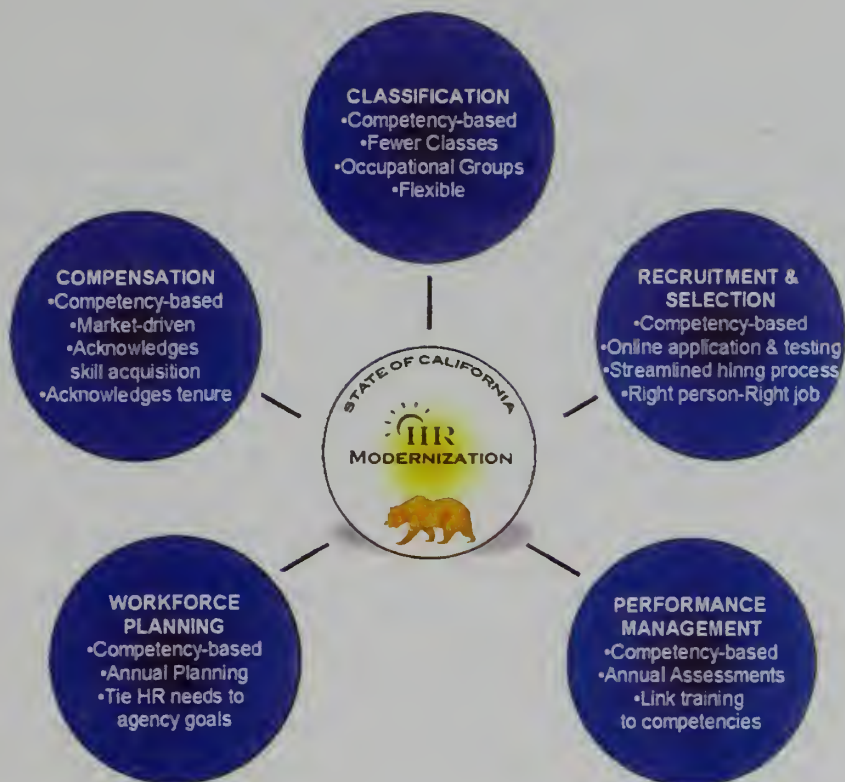 CLASSIFICATION
•Competency-based
•Fewer Classes
•Occupational Groups
•Flexible
COMPENSATION
•Competency-based
•Market-driven
•Acknowledges
skill acquisition
•Acknowledges tenure
RECRUITMENT &
SELECTION
•Competency-based
•Online application & testing
•Streamlined hiring process
•Right person-Right job
STATE OF CALIFORNIA
HR
MODERNIZATION
WORKFORCE
PLANNING
•Competency-based
•Annual Planning
•Tie HR needs to
agency goals
PERFORMANCE
MANAGEMENT
•Competency-based
•Annual Assessments
•Link training
to competencies